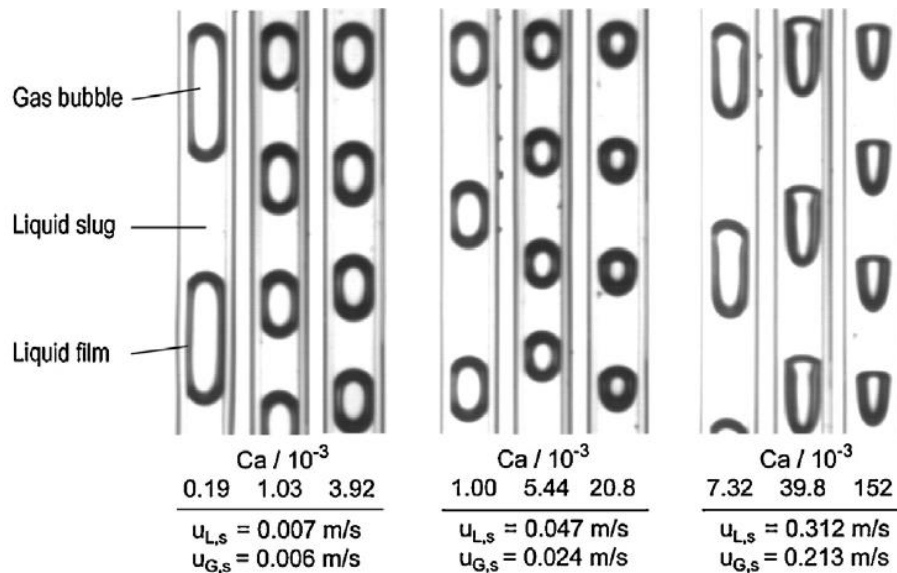 Gas bubble
Liquid slug
Liquid film
Ca / 10⁻³
0.19 1.03 3.92
u_L,s = 0.007 m/s
u_G,s = 0.006 m/s
Ca / 10⁻³
1.00 5.44 20.8
u_L,s = 0.047 m/s
u_G,s = 0.024 m/s
Ca / 10⁻³
7.32 39.8 152
u_L,s = 0.312 m/s
u_G,s = 0.213 m/s